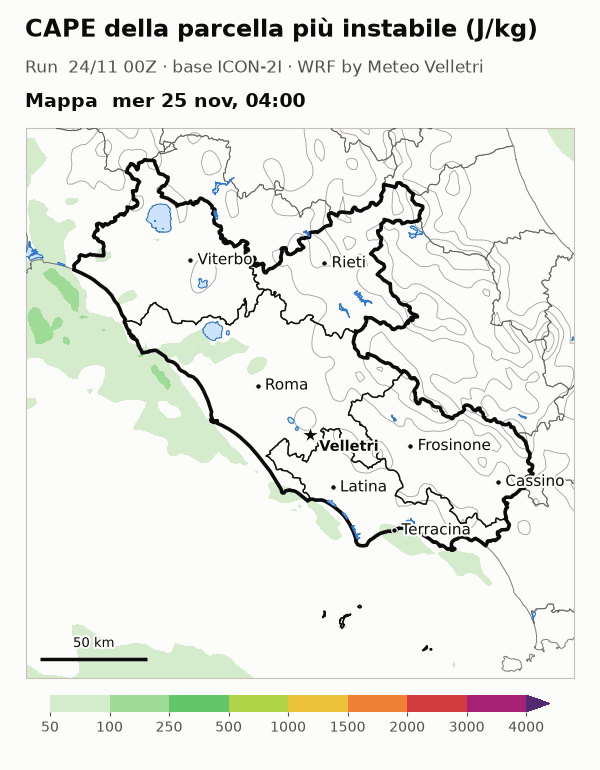 CAPE della parcella più instabile (J/kg)
Run  24/11 00Z · base ICON-2I · WRF by Meteo Velletri
Mappa  mer 25 nov, 04:00
Viterbo
Rieti
Roma
Velletri
Frosinone
Cassino
Latina
Terracina
50 km
50 100 250 500 1000 1500 2000 3000 4000